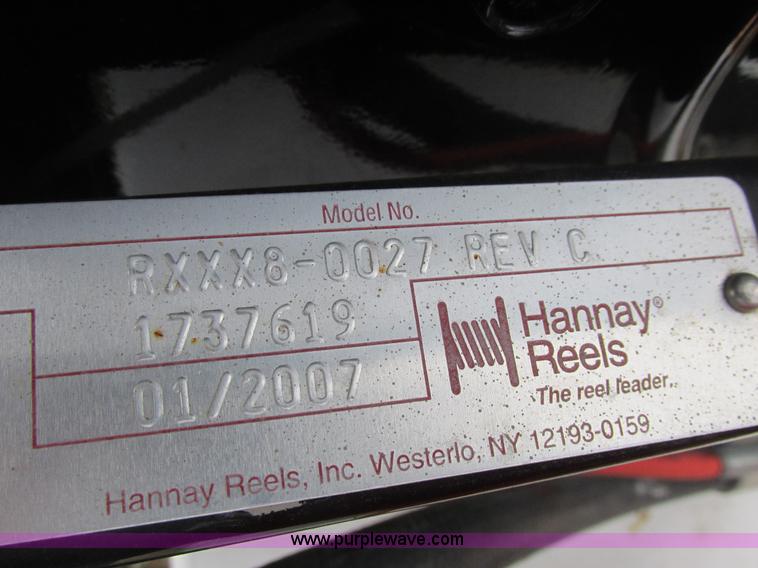 Model No.
RXXX8-0027 REV C
1737619
01/2007
Hannay®
Reels
The reel leader.
Hannay Reels, Inc. Westerlo, NY 12193-0159
www.purplewave.com